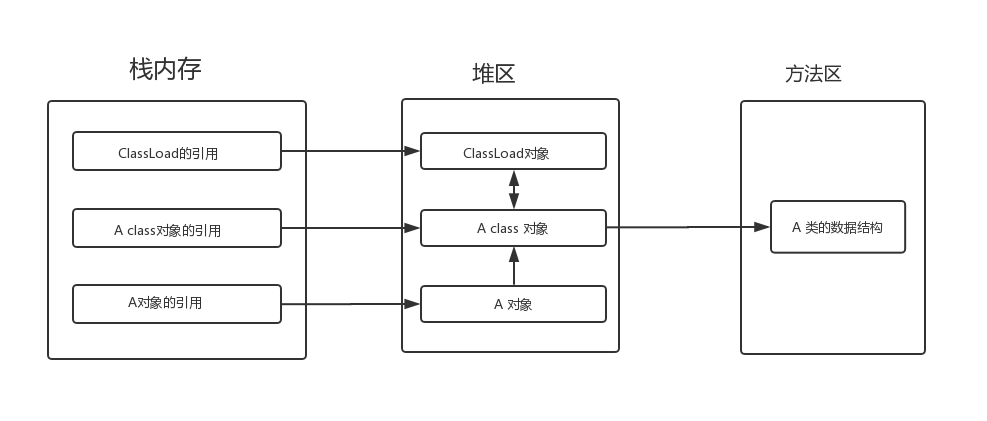 栈内存
堆区
方法区
ClassLoad的引用
ClassLoad对象
A class对象的引用
A class 对象
A 类的数据结构
A对象的引用
A 对象